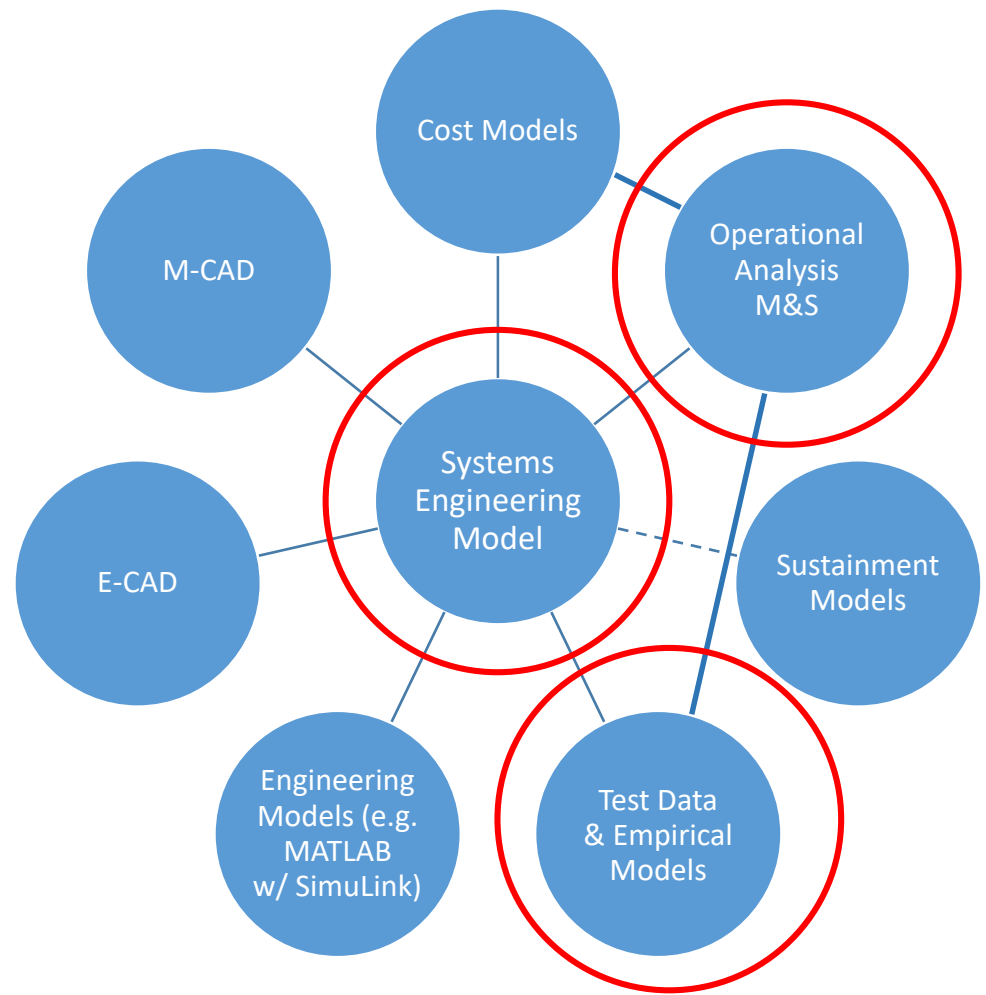 Cost Models
Operational
Analysis
M&S
M-CAD
Systems
Engineering
Model
E-CAD
Sustainment
Models
Engineering
Models (e.g.
MATLAB
w/ SimuLink)
Test Data
& Empirical
Models